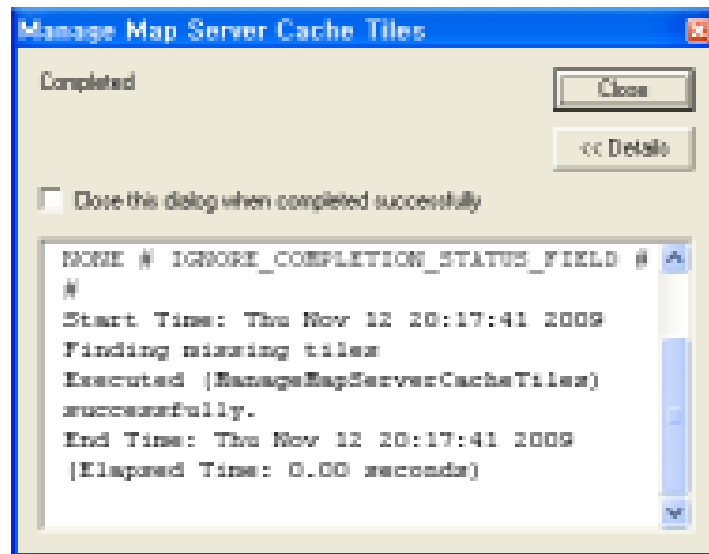 Manage Map Server Cache Tiles
Completed
Close
<< Details
Close this dialog when completed successfully
NONE # IGNORE_COMPLETION_STATUS_FIELD #
#
Start Time: Thu Nov 12 20:17:41 2009
Finding missing tiles
Executed (ManageMapServerCacheTiles)
successfully.
End Time: Thu Nov 12 20:17:41 2009
(Elapsed Time: 0.00 seconds)